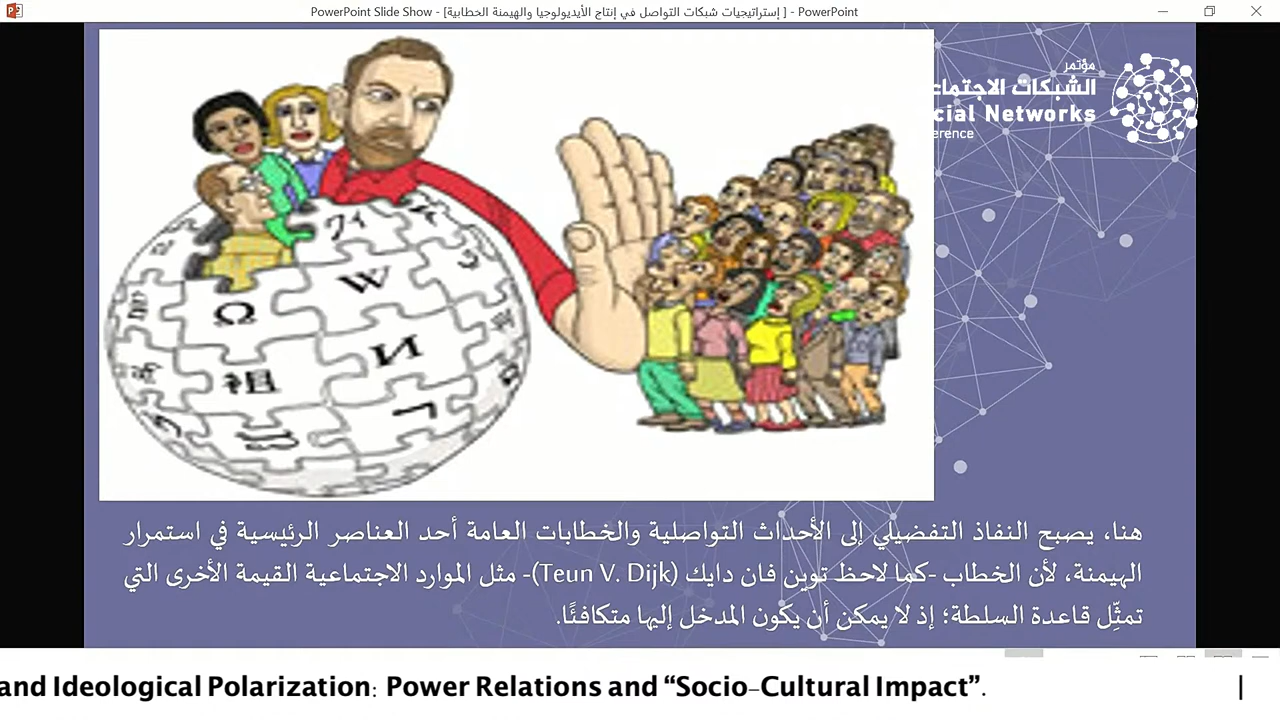 PowerPoint Slide Show - [إستراتيجيات شبكات التواصل في إنتاج الأيديولوجيا والهيمنة الخطابية] - PowerPoint
مؤتمر
الشبكات الاجتماع
cial Networks
erence
W
Ω
И
祖
هنا، يصبح النفاذ التفضيلي إلى الأحداث التواصلية والخطابات العامة أحد العناصر الرئيسية في استمرار
الهيمنة، لأن الخطاب -كما لاحظ توين فان دايك (Teun V. Dijk)- مثل الموارد الاجتماعية القيمة الأخرى التي
تمثِّل قاعدة السلطة؛ إذ لا يمكن أن يكون المدخل إليها متكافئًا.
and Ideological Polarization: Power Relations and “Socio-Cultural Impact”.